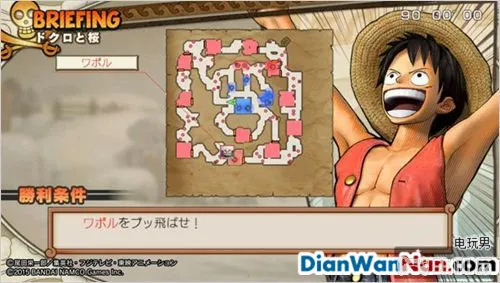 BRIEFING
90:00:00
ドクロと桜
ワポル
勝利条件
ワポルをブッ飛ばせ！
电玩男
©尾田栄一郎／集英社・フジテレビ・東映アニメーション
©2015 BANDAI NAMCO Games Inc.
DianWanNan.com